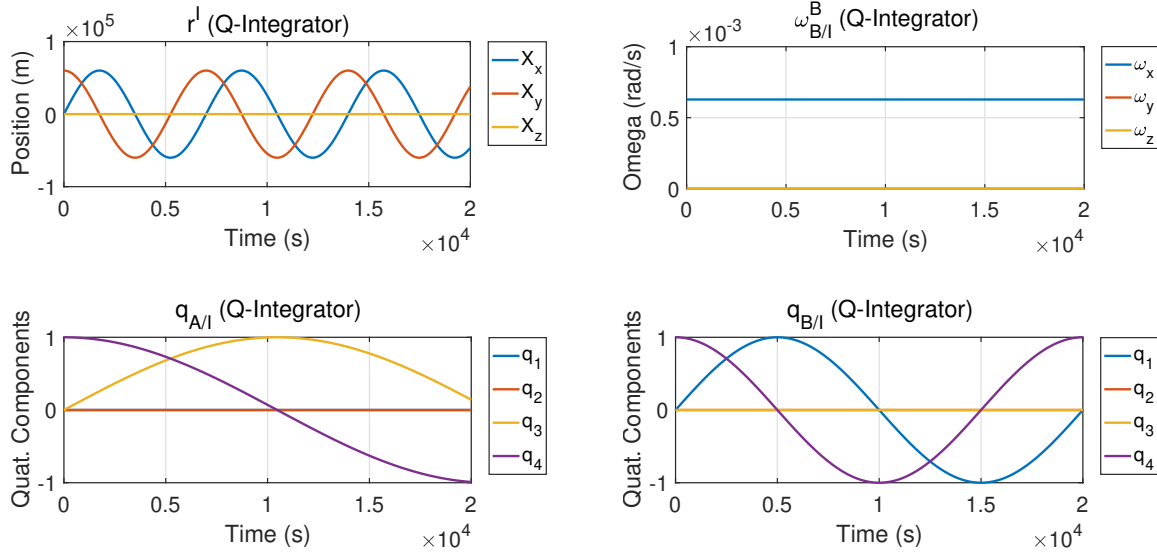 r^I (Q-Integrator)
×10^5
Position (m)
1
0
-1
0
0.5
1
1.5
2
Time (s)
×10^4
X_x
X_y
X_z
ω^B_{B/I} (Q-Integrator)
×10^-3
Omega (rad/s)
1
0.5
0
0
0.5
1
1.5
2
Time (s)
×10^4
ω_x
ω_y
ω_z
q_{A/I} (Q-Integrator)
Quat. Components
1
0
-1
0
0.5
1
1.5
2
Time (s)
×10^4
q_1
q_2
q_3
q_4
q_{B/I} (Q-Integrator)
Quat. Components
1
0
-1
0
0.5
1
1.5
2
Time (s)
×10^4
q_1
q_2
q_3
q_4